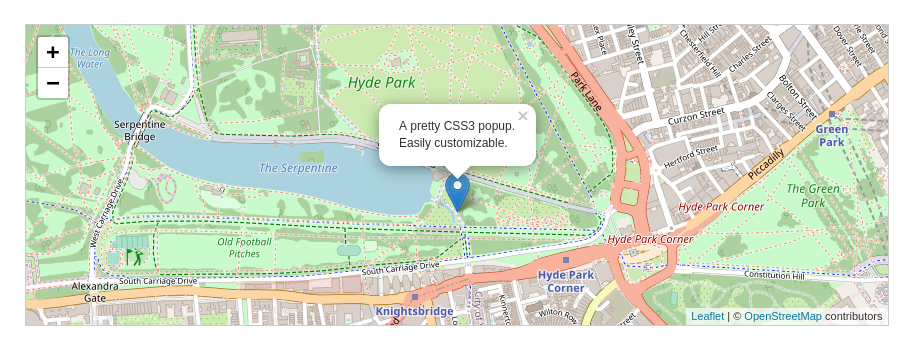 +
−
The Long
Water
Hyde Park
Park Lane
Chesterfield Hill
Charles Street
Dover Street
Bolton Street
Clarges Street
Curzon Street
Hertford Street
Green
Park
Piccadilly
Serpentine
Bridge
The Serpentine
A pretty CSS3 popup.
Easily customizable.
×
The Green
Park
Hyde Park Corner
Hyde Park Corner
West Carriage Drive
Old Football
Pitches
South Carriage Drive
South Carriage Drive
Alexandra
Gate
Hyde Park
Corner
Constitution Hill
Knightsbridge
Wilton Row
Leaflet | © OpenStreetMap contributors